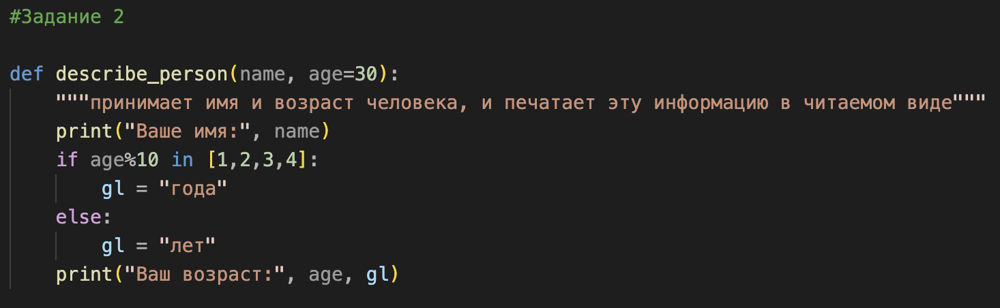 #Задание 2
def describe_person(name, age=30):
"""принимает имя и возраст человека, и печатает эту информацию в читаемом виде"""
print("Ваше имя:", name)
if age%10 in [1,2,3,4]:
gl = "года"
else:
gl = "лет"
print("Ваш возраст:", age, gl)